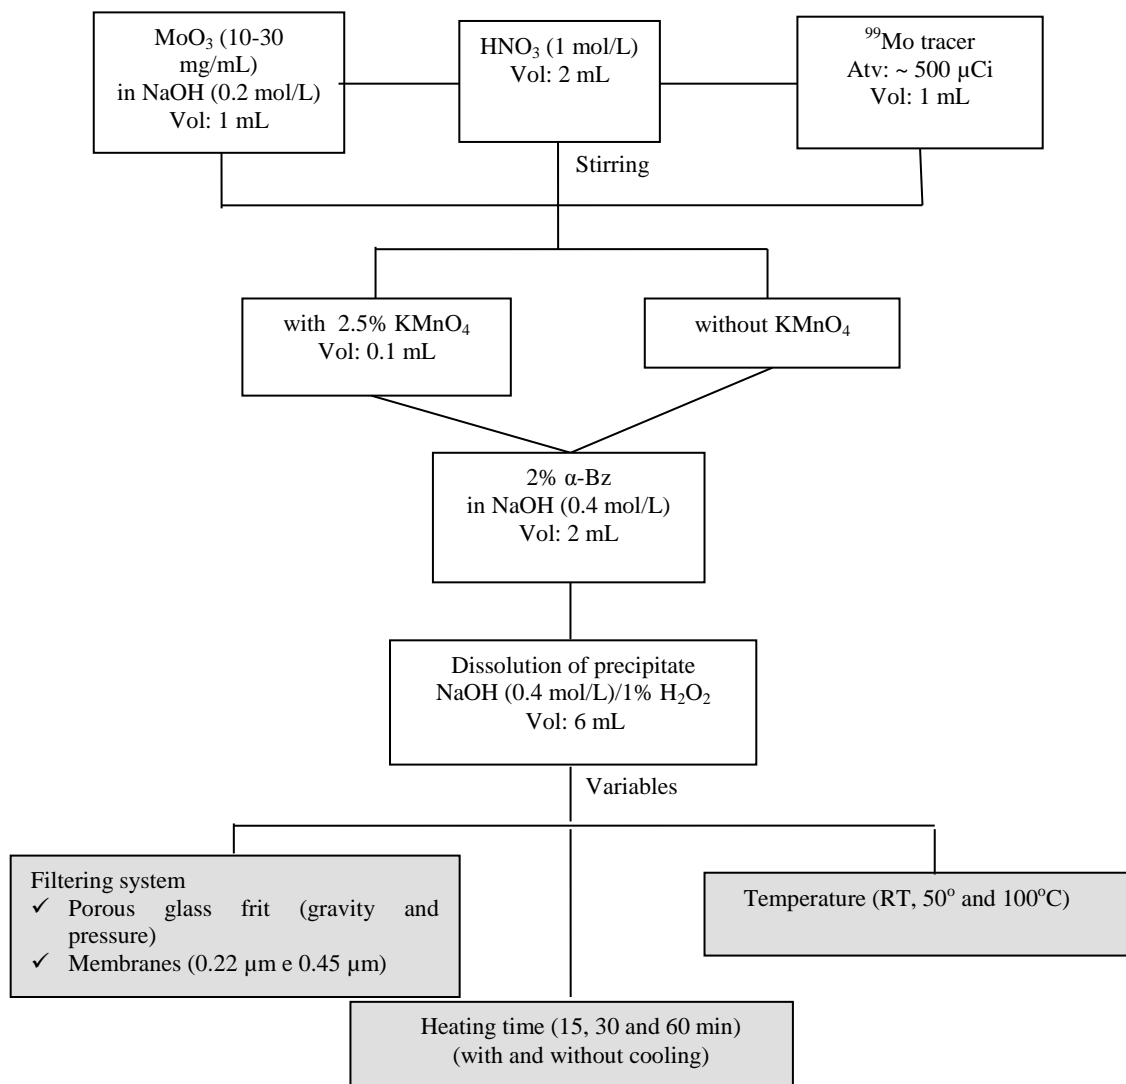 MoO₃ (10-30
mg/mL)
in NaOH (0.2 mol/L)
Vol: 1 mL
HNO₃ (1 mol/L)
Vol: 2 mL
⁹⁹Mo tracer
Atv: ~ 500 µCi
Vol: 1 mL
Stirring
with 2.5% KMnO₄
Vol: 0.1 mL
without KMnO₄
2% α-Bz
in NaOH (0.4 mol/L)
Vol: 2 mL
Dissolution of precipitate
NaOH (0.4 mol/L)/1% H₂O₂
Vol: 6 mL
Variables
Filtering system
✓ Porous glass frit (gravity and
pressure)
✓ Membranes (0.22 µm e 0.45 µm)
Temperature (RT, 50º and 100ºC)
Heating time (15, 30 and 60 min)
(with and without cooling)